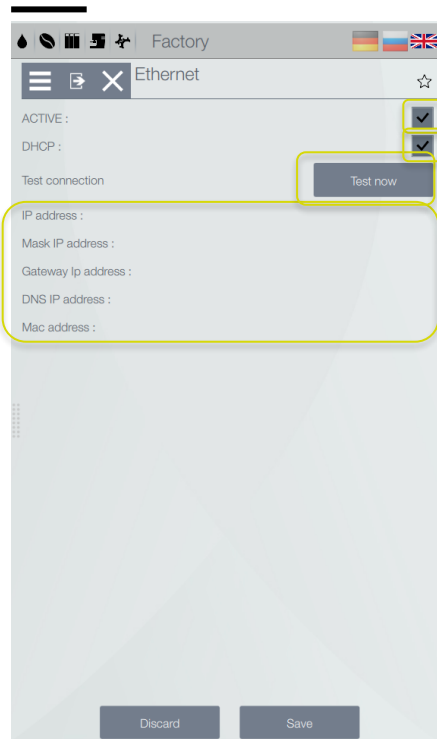 Factory
Ethernet
ACTIVE :
DHCP :
Test connection
Test now
IP address :
Mask IP address :
Gateway Ip address :
DNS IP address :
Mac address :
Discard
Save